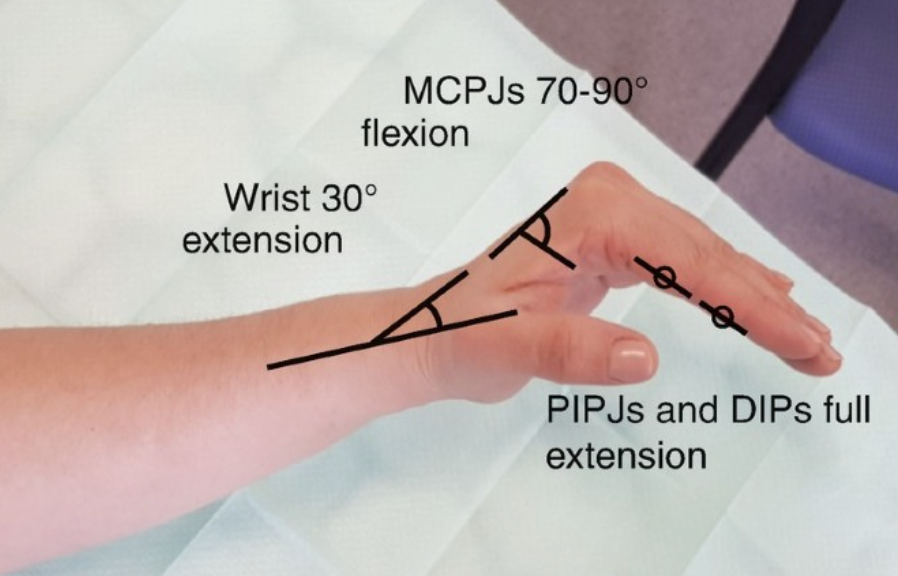 MCPJs 70-90°
flexion
Wrist 30°
extension
PIPJs and DIPs full
extension